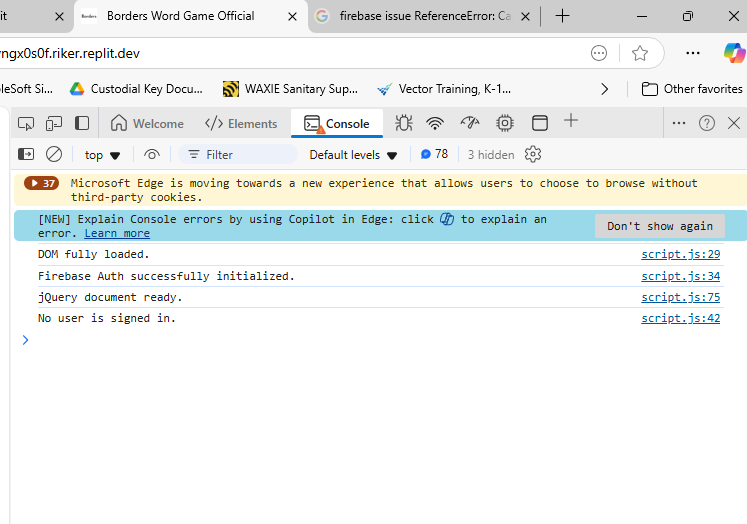 it
Borders Word Game Official
firebase issue ReferenceError: Ca
ngx0s0f.riker.replit.dev
leSoft Si...
Custodial Key Docu...
WAXIE Sanitary Sup...
Vector Training, K-1...
Other favorites
Welcome
Elements
Console
top
Filter
Default levels
78
3 hidden
37
Microsoft Edge is moving towards a new experience that allows users to choose to browse without
third-party cookies.
[NEW] Explain Console errors by using Copilot in Edge: click to explain an
error. Learn more
Don't show again
DOM fully loaded. script.js:29
Firebase Auth successfully initialized. script.js:34
jQuery document ready. script.js:75
No user is signed in. script.js:42